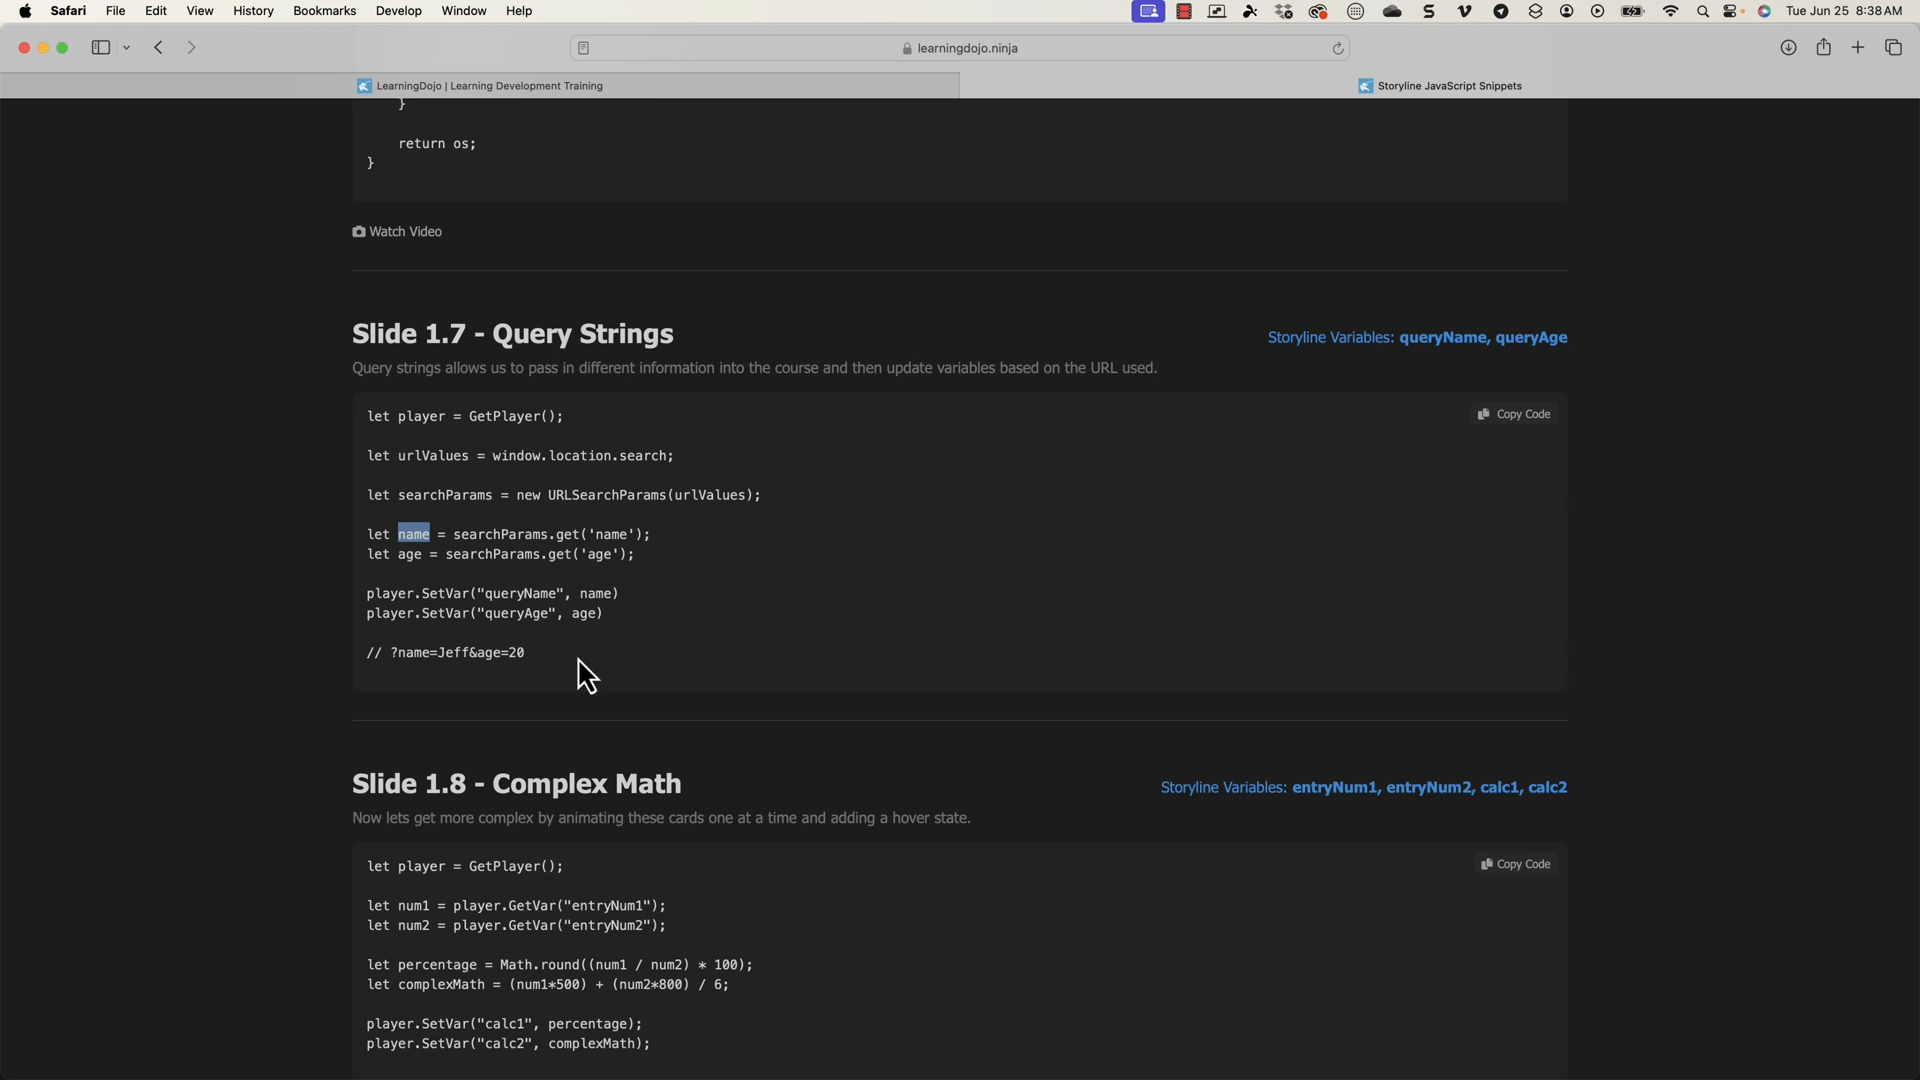 Safari File Edit View History Bookmarks Develop Window Help Tue Jun 25 8:38 AM
learningdojo.ninja
LearningDojo | Learning Development Training
Storyline JavaScript Snippets
}
return os;
}
Watch Video
Slide 1.7 - Query Strings
Storyline Variables: queryName, queryAge
Query strings allows us to pass in different information into the course and then update variables based on the URL used.
Copy Code
let player = GetPlayer();
let urlValues = window.location.search;
let searchParams = new URLSearchParams(urlValues);
let name = searchParams.get('name');
let age = searchParams.get('age');
player.SetVar("queryName", name)
player.SetVar("queryAge", age)
// ?name=Jeff&age=20
Slide 1.8 - Complex Math
Storyline Variables: entryNum1, entryNum2, calc1, calc2
Now lets get more complex by animating these cards one at a time and adding a hover state.
Copy Code
let player = GetPlayer();
let num1 = player.GetVar("entryNum1");
let num2 = player.GetVar("entryNum2");
let percentage = Math.round((num1 / num2) * 100);
let complexMath = (num1*500) + (num2*800) / 6;
player.SetVar("calc1", percentage);
player.SetVar("calc2", complexMath);